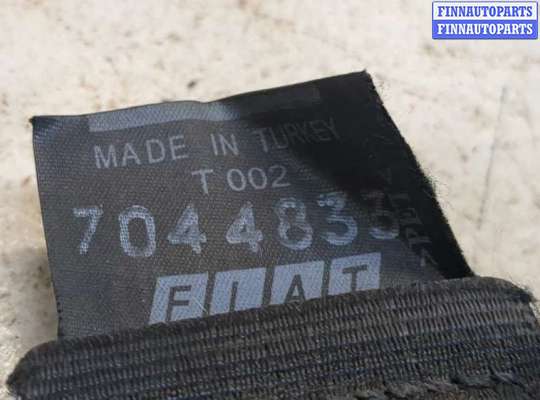 FINNAUTOPARTS
FINNAUTOPARTS
MADE IN TURKEY
T 002
7044833
FIAT